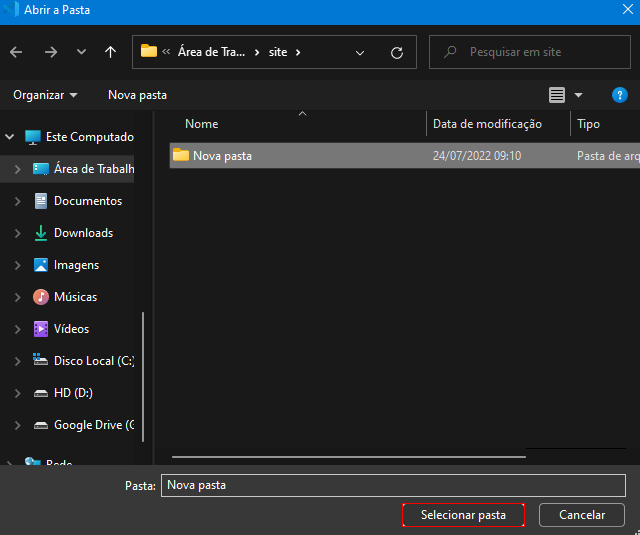 Abrir a Pasta
Área de Tra... site
Pesquisar em site
Organizar Nova pasta
Nome Data de modificação Tipo
Este Computado
Nova pasta 24/07/2022 09:10 Pasta de arq
Área de Trabalh
Documentos
Downloads
Imagens
Músicas
Vídeos
Disco Local (C:)
HD (D:)
Google Drive (G
Rede
Pasta: Nova pasta
Selecionar pasta Cancelar